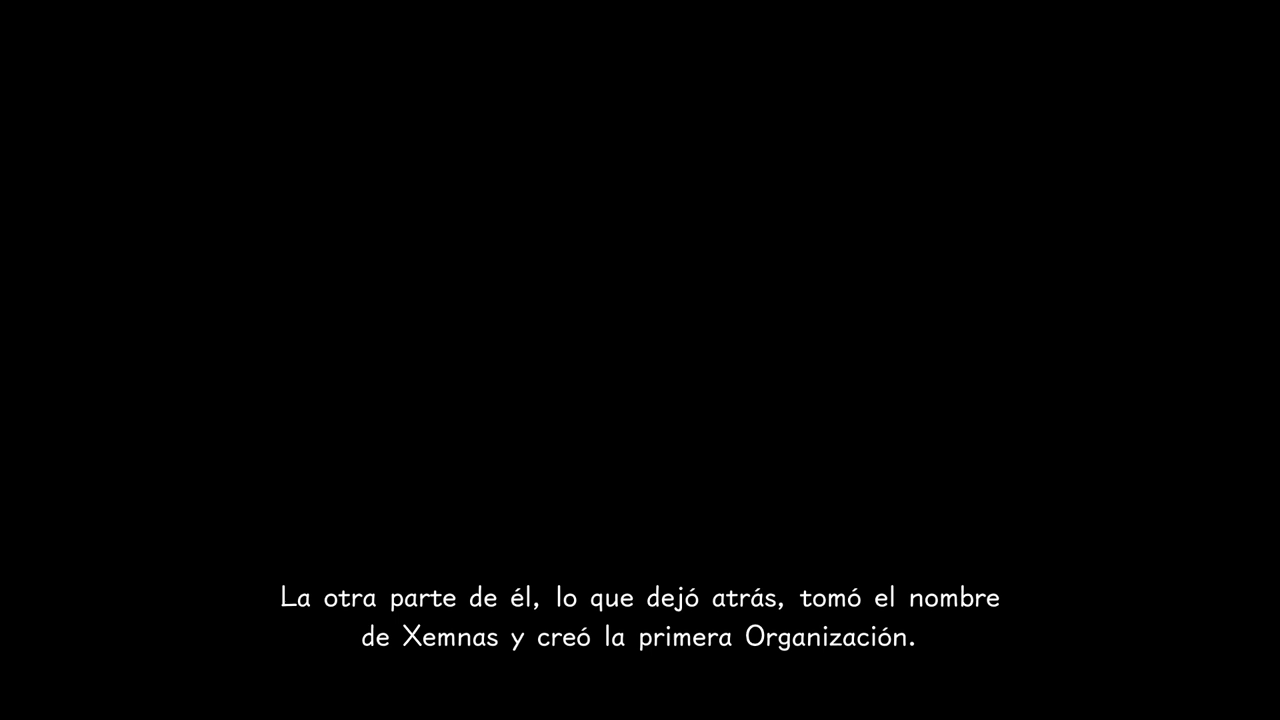 La otra parte de él, lo que dejó atrás, tomó el nombre
de Xemnas y creó la primera Organización.